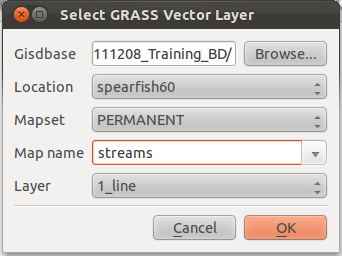 Select GRASS Vector Layer
Gisdbase 111208_Training_BD/ Browse...
Location spearfish60
Mapset PERMANENT
Map name streams
Layer 1_line
Cancel OK